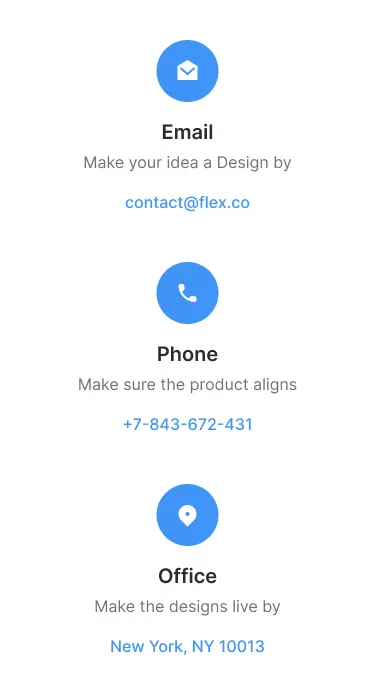 Email
Make your idea a Design by
contact@flex.co
Phone
Make sure the product aligns
+7-843-672-431
Office
Make the designs live by
New York, NY 10013